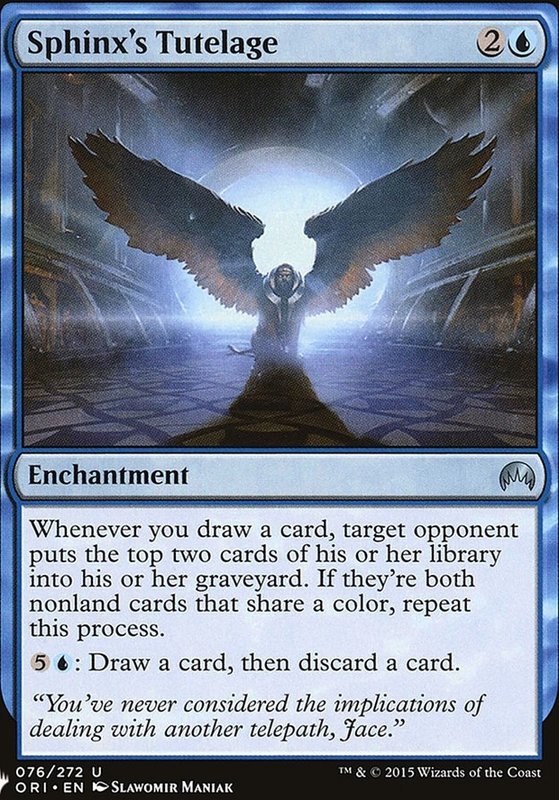 Sphinx's Tutelage 2
Enchantment
Whenever you draw a card, target opponent
puts the top two cards of his or her library
into his or her graveyard. If they're both
nonland cards that share a color, repeat
this process.
5: Draw a card, then discard a card.
"You've never considered the implications of
dealing with another telepath, Jace."
076/272 U
ORI • EN SLAWOMIR MANIAK
™ & © 2015 Wizards of the Coast